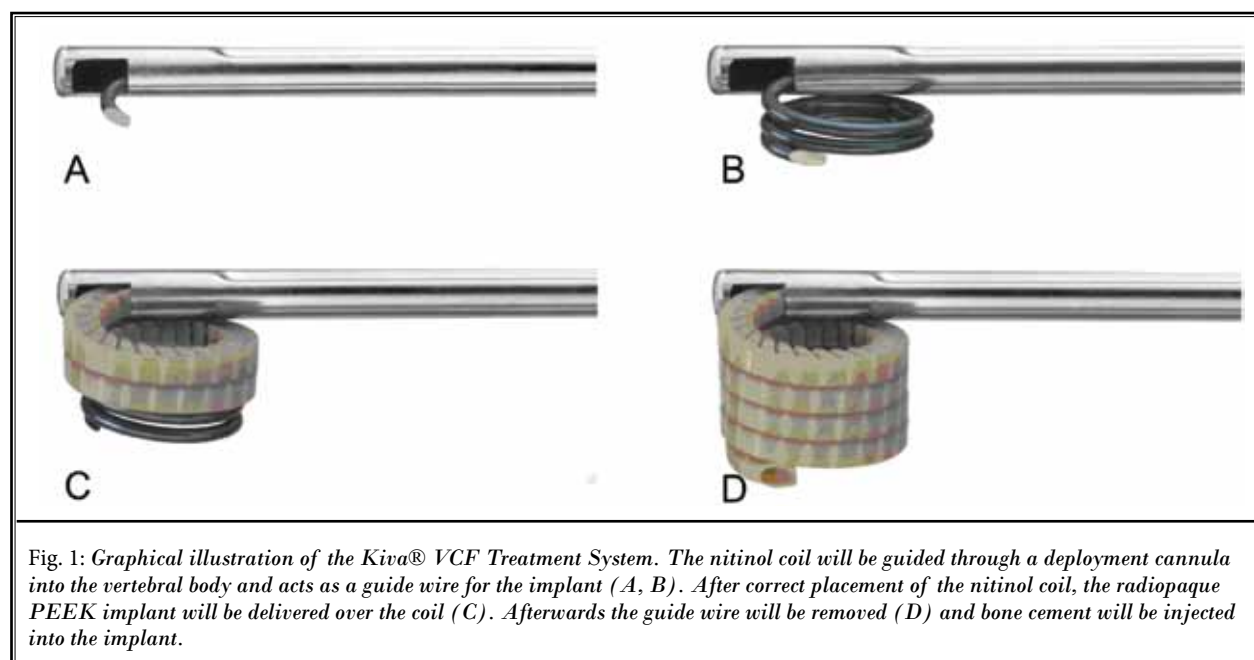 A
B
C
D
Fig. 1: Graphical illustration of the Kiva® VCF Treatment System. The nitinol coil will be guided through a deployment cannula
into the vertebral body and acts as a guide wire for the implant (A, B). After correct placement of the nitinol coil, the radiopaque
PEEK implant will be delivered over the coil (C). Afterwards the guide wire will be removed (D) and bone cement will be injected
into the implant.